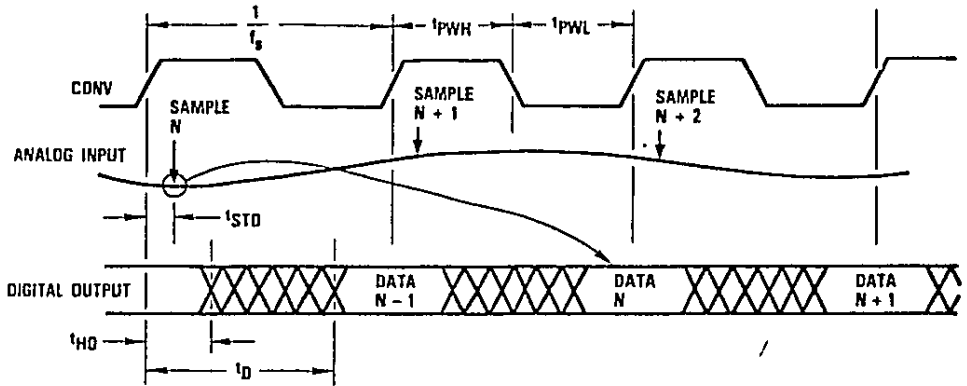 1
fs
tPWH
tPWL
CONV
SAMPLE
N
SAMPLE
N + 1
SAMPLE
N + 2
ANALOG INPUT
tSTO
DIGITAL OUTPUT
DATA
N - 1
DATA
N
DATA
N + 1
tHO
tD